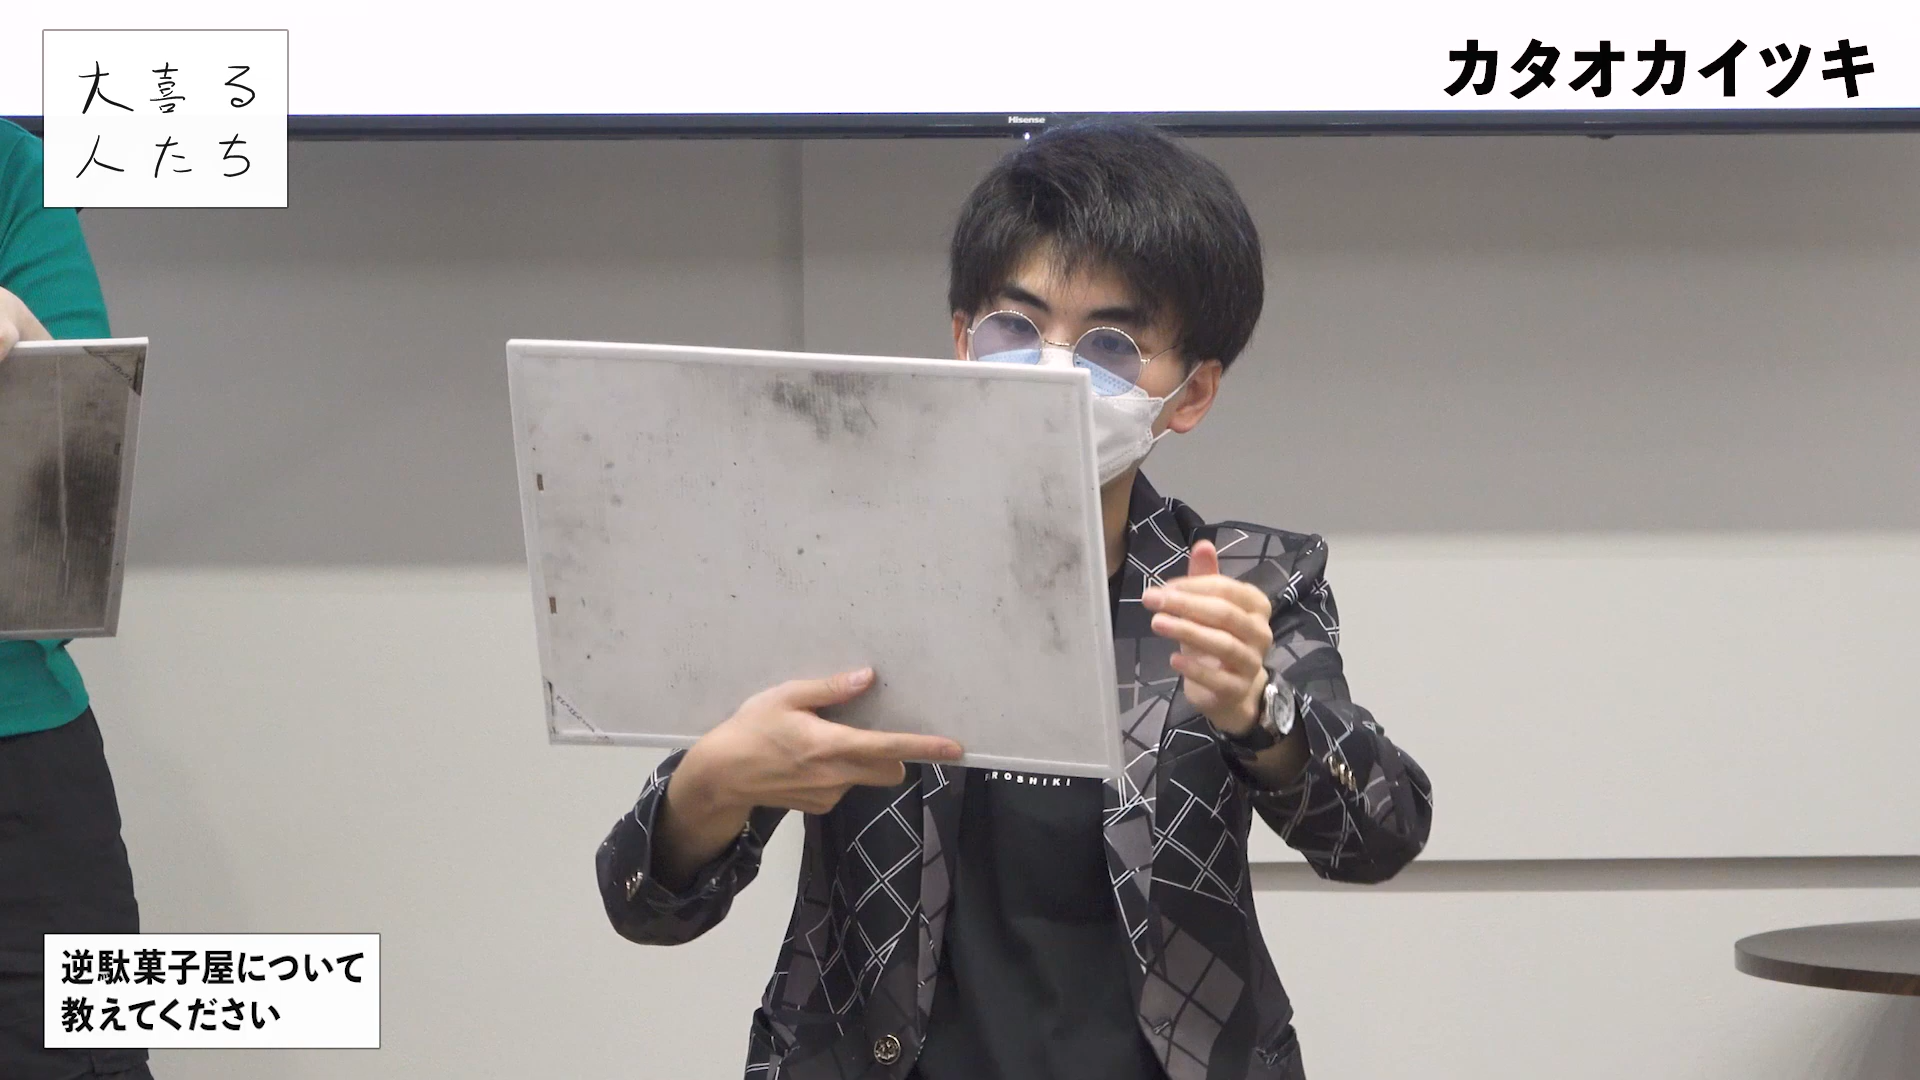 大喜る
人たち
カタオカイツキ
Hisense
ROSHIKI
逆駄菓子屋について
教えてください